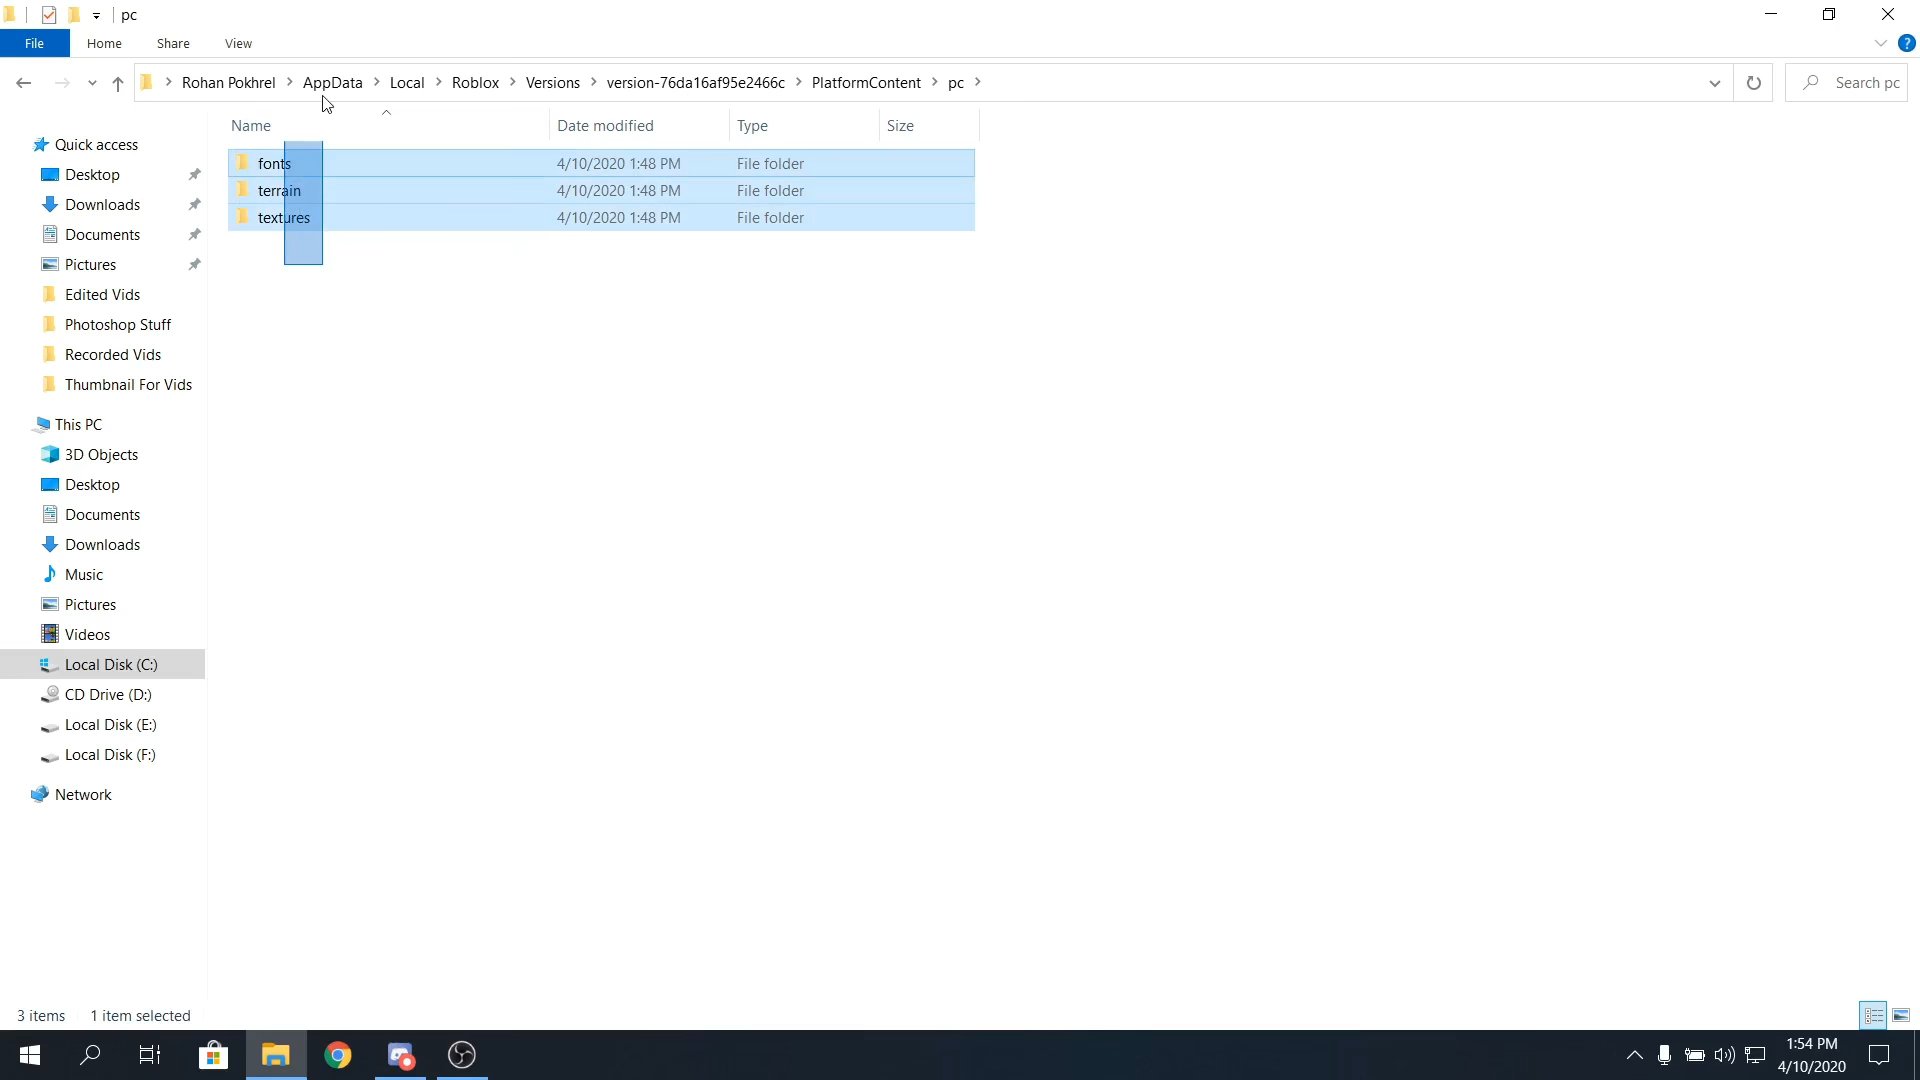 pc
File Home Share View
Rohan Pokhrel AppData Local Roblox Versions version-76da16af95e2466c PlatformContent pc Search pc
Name Date modified Type Size
fonts 4/10/2020 1:48 PM File folder
terrain 4/10/2020 1:48 PM File folder
textures 4/10/2020 1:48 PM File folder
Quick access
Desktop
Downloads
Documents
Pictures
Edited Vids
Photoshop Stuff
Recorded Vids
Thumbnail For Vids
This PC
3D Objects
Desktop
Documents
Downloads
Music
Pictures
Videos
Local Disk (C:)
CD Drive (D:)
Local Disk (E:)
Local Disk (F:)
Network
3 items 1 item selected
1:54 PM
4/10/2020